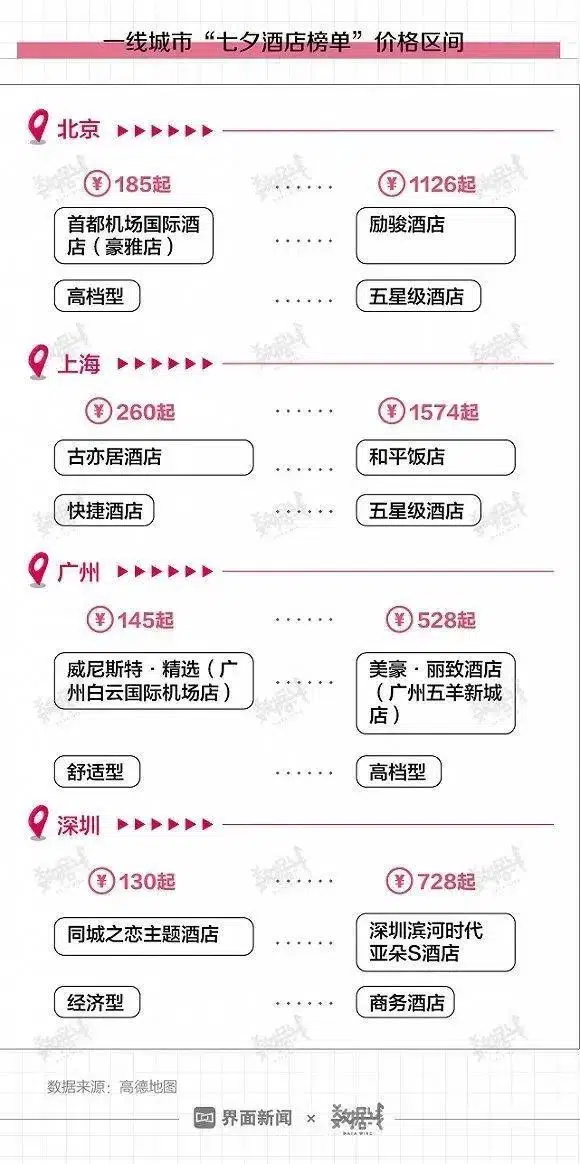 一线城市“七夕酒店榜单”价格区间
北京
¥185起 ······ ¥1126起
首都机场国际酒
店（豪雅店）
······
励骏酒店
高档型 ······ 五星级酒店
上海
¥260起 ······ ¥1574起
古亦居酒店 ······ 和平饭店
快捷酒店 ······ 五星级酒店
广州
¥145起 ······ ¥528起
威尼斯特·精选（广
州白云国际机场店）
······
美豪·丽致酒店
（广州五羊新城
店）
舒适型 ······ 高档型
深圳
¥130起 ······ ¥728起
同城之恋主题酒店 ······
深圳滨河时代
亚朵S酒店
经济型 ······ 商务酒店
数据来源：高德地图
界面新闻 × 数据线
DATA WIRE